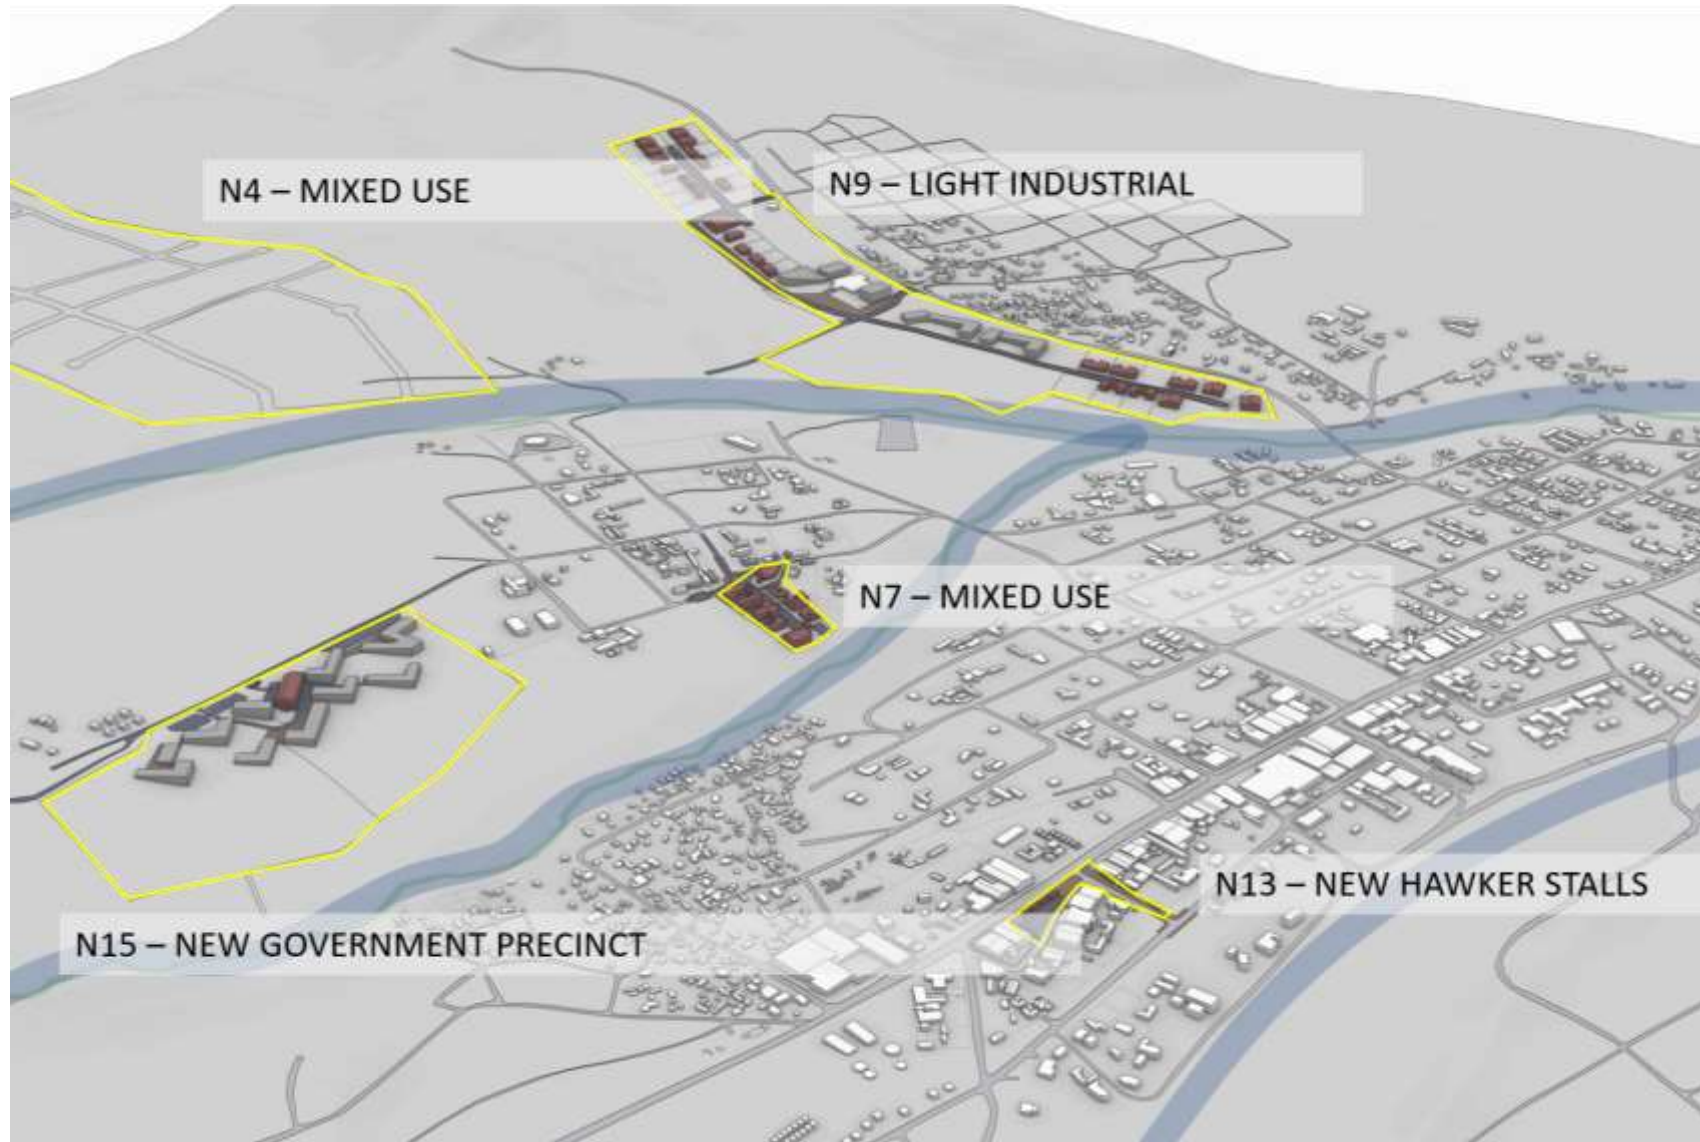 N4 – MIXED USE
N9 – LIGHT INDUSTRIAL
N7 – MIXED USE
N13 – NEW HAWKER STALLS
N15 – NEW GOVERNMENT PRECINCT